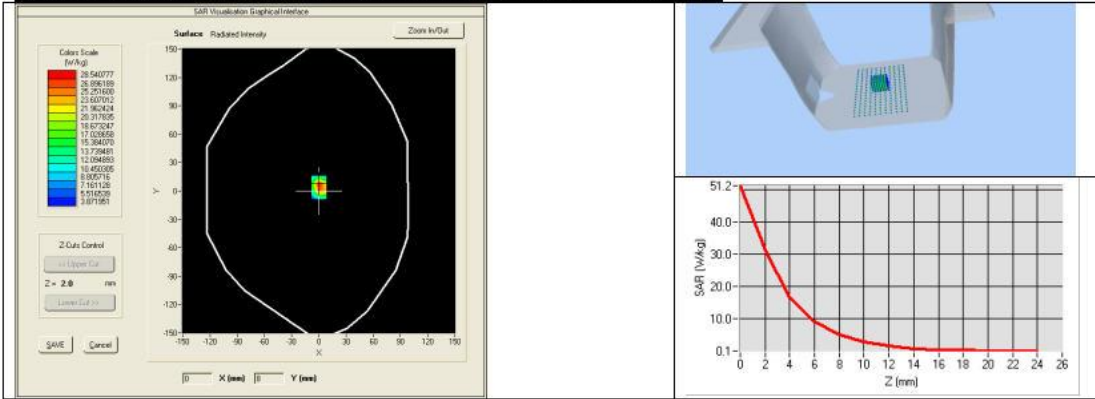 SAR Visualisation Graphical Interface
Surface Radiated Intensity
Zoom In/Out
Colors Scale
(W/kg)
28.540777
26.896189
25.251600
23.607012
21.962424
20.317835
18.673247
17.028658
15.384070
13.739481
12.094893
10.450305
8.805716
7.161128
5.516539
3.871951
Z-Cuts Control
<< Upper Cut
Z = 2.0 mm
Lower Cut >>
SAVE Cancel
150
120
90
60
30
0
-30
-60
-90
-120
-150
Y
-150 -120 -90 -60 -30 0 30 60 90 120 150
X
0 X (mm) 8 Y (mm)
51.2
40.0
30.0
20.0
10.0
0.1
SAR (W/kg)
0 2 4 6 8 10 12 14 16 18 20 22 24 26
Z (mm)